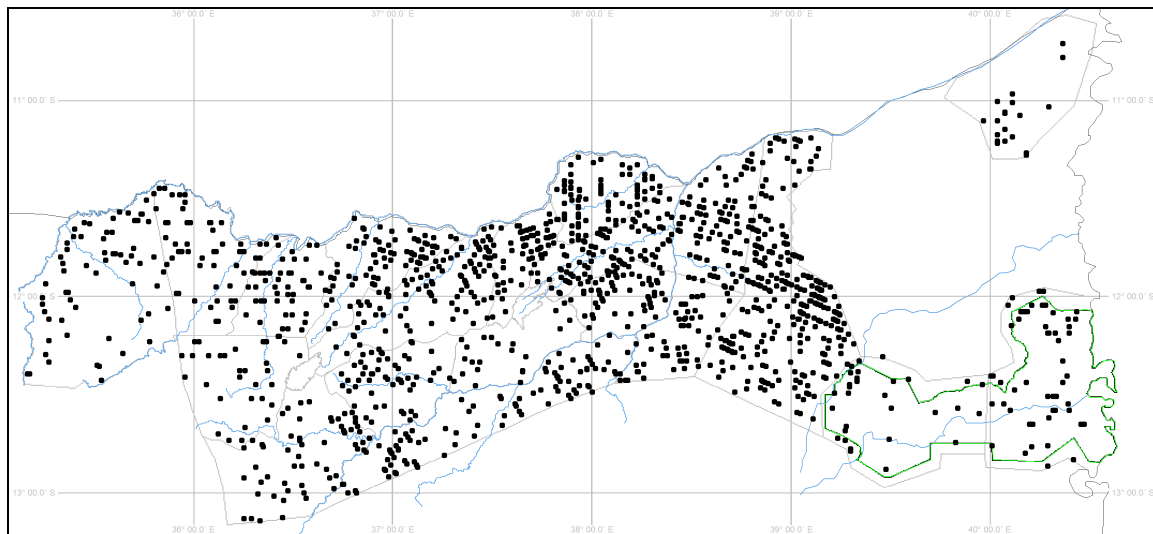 36° 00.0´ E 37° 00.0´ E 38° 00.0´ E 39° 00.0´ E 40° 00.0´ E
11° 00.0´ S 11° 00.0´ S
12° 00.0´ S 12° 00.0´ S
13° 00.0´ S 13° 00.0´ S
36° 00.0´ E 37° 00.0´ E 38° 00.0´ E 39° 00.0´ E 40° 00.0´ E